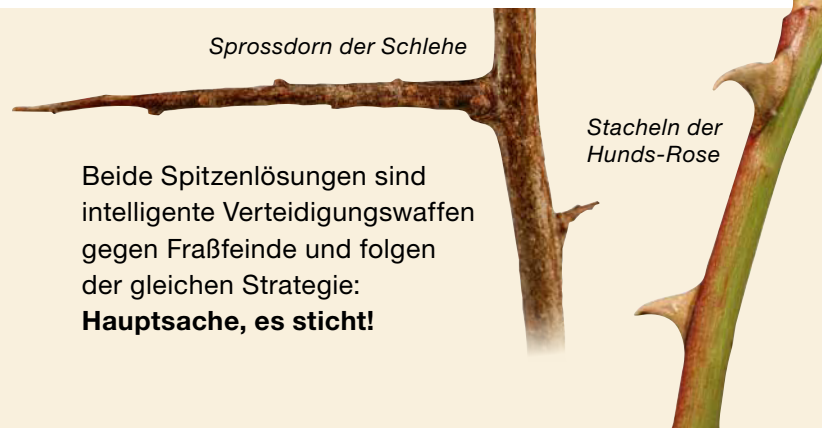 Sprossdorn der Schlehe
Stacheln der
Hunds-Rose
Beide Spitzenlösungen sind
intelligente Verteidigungswaffen
gegen Fraßfeinde und folgen
der gleichen Strategie:
Hauptsache, es sticht!